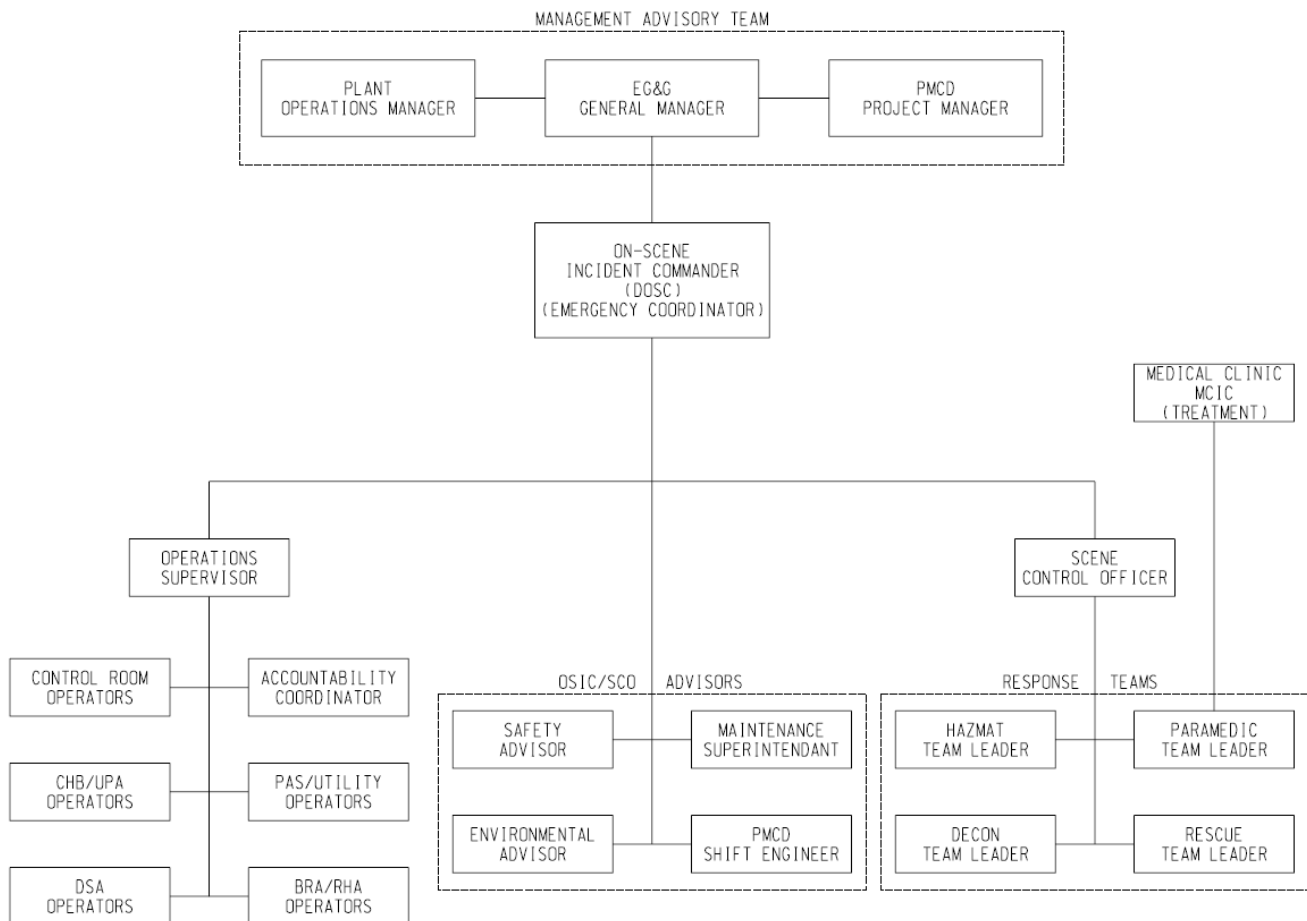 MANAGEMENT ADVISORY TEAM
PLANT
OPERATIONS MANAGER
EG&G
GENERAL MANAGER
PMCD
PROJECT MANAGER
ON-SCENE
INCIDENT COMMANDER
(DOSC)
(EMERGENCY COORDINATOR)
MEDICAL CLINIC
MCIC
(TREATMENT)
OPERATIONS
SUPERVISOR
SCENE
CONTROL OFFICER
CONTROL ROOM
OPERATORS
ACCOUNTABILITY
COORDINATOR
CHB/UPA
OPERATORS
PAS/UTILITY
OPERATORS
DSA
OPERATORS
BRA/RHA
OPERATORS
OSIC/SCO ADVISORS
SAFETY
ADVISOR
MAINTENANCE
SUPERINTENDANT
ENVIRONMENTAL
ADVISOR
PMCD
SHIFT ENGINEER
RESPONSE TEAMS
HAZMAT
TEAM LEADER
PARAMEDIC
TEAM LEADER
DECON
TEAM LEADER
RESCUE
TEAM LEADER